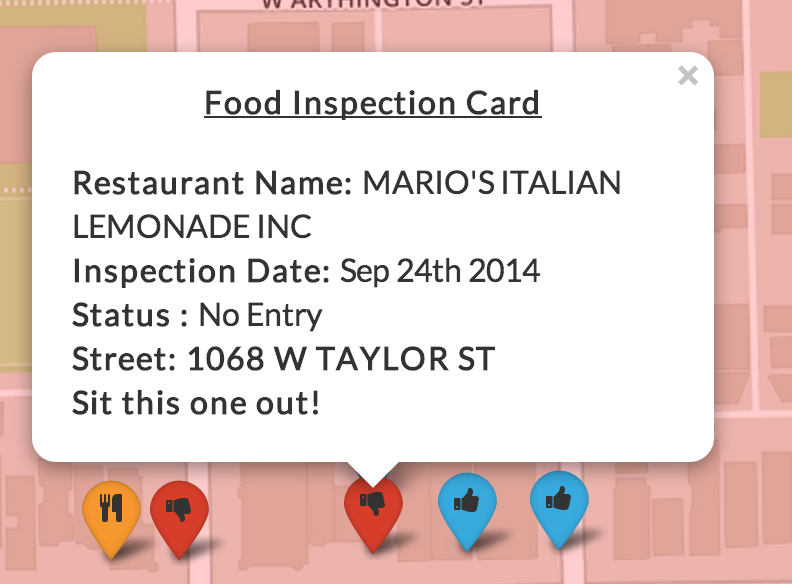 W ARTHINGTON ST
Food Inspection Card
Restaurant Name: MARIO'S ITALIAN
LEMONADE INC
Inspection Date: Sep 24th 2014
Status : No Entry
Street: 1068 W TAYLOR ST
Sit this one out!